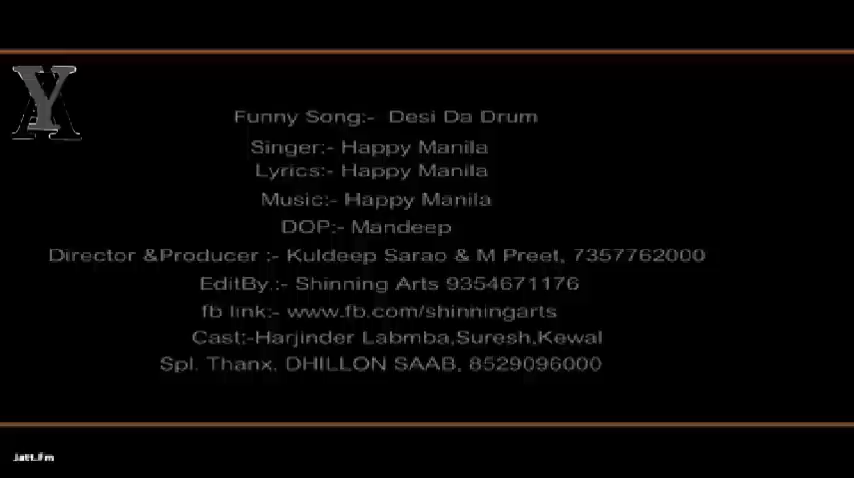 YA
Funny Song:- Desi Da Drum
Singer:- Happy Manila
Lyrics:- Happy Manila
Music:- Happy Manila
DOP:- Mandeep
Director &Producer :- Kuldeep Sarao & M Preet, 7357762000
EditBy.:- Shinning Arts 9354671176
fb link:- www.fb.com/shinningarts
Cast:-Harjinder Labmba,Suresh,Kewal
Spl. Thanx. DHILLON SAAB, 8529096000
Jatt.fm